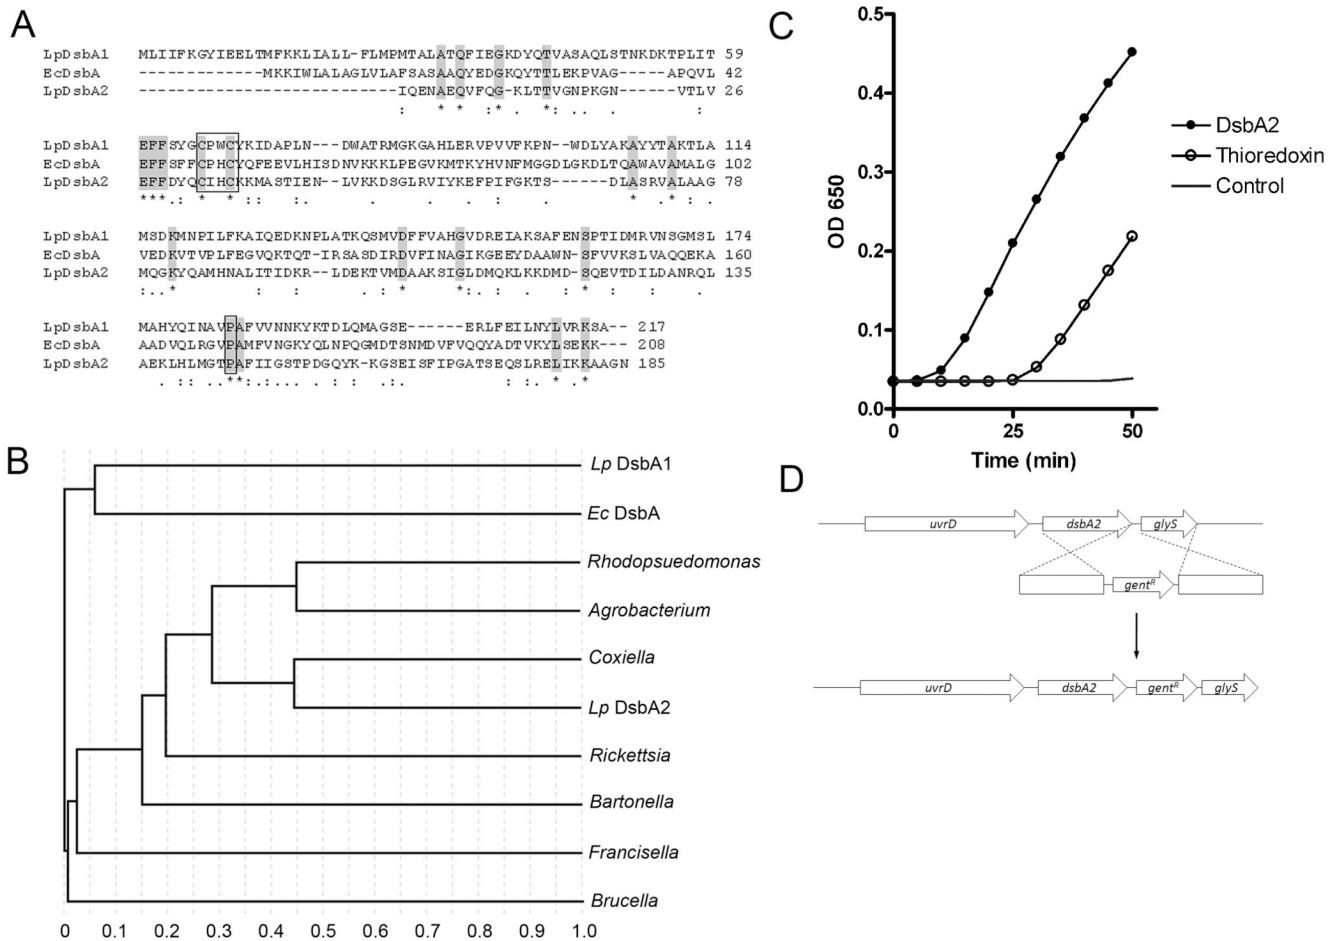 A
LpDsbA1 MLIIFKGYIEELTMFKKLIALL-FLMPMTALATQFIEGKDYQTVASAQLSTNKDKTPLIT 59
EcDsbA -------------MKKIWLALAGLVLAFSASAAQYEDGKQYTTLEKPVAG-----APQVL 42
LpDsbA2 ---------------------------IQENAEQVFQG-KLTTVGNPKGN------VTLV 26
LpDsbA1 EFFSYGCPWCYKIDAPLN---DWATRMGKGAHLERVPVVFKPN---WDLYAKAYYTAKTLA 114
EcDsbA EFFSFFCPHCYQFEEVLHISDNVKKKLPEGVKMTKYHVNFMGGDLGKDLTQAWAVAMALG 102
LpDsbA2 EFFDYQCIHCKKMASTIEN--LVKKDSGLRVIYKEFPIFGKTS------DLASRVALAAG 78
LpDsbA1 MSDKMNPILFKAIQEDKNPLATKQSMVDFFVAHGVDREIAKSAFENSPTIDMRVNSGMSL 174
EcDsbA VEDKVTVPLFEGVQKTQT-IRSASDIRDVFINAGIKGEEYDAAWN-SFVVKSLVAQQEKA 160
LpDsbA2 MQGKYQAMHNALITIDKR--LDEKTVMDAAKSIGLDMQKLKKDMD-SQEVTDILDANRQL 135
LpDsbA1 MAHYQINAVPAFVVNNKYKTDLQMAGSE------ERLFEILNYLVRKSA-- 217
EcDsbA AADVQLRGVPAMFVNGKYQLNPQGMDTSNMDVFVQQYADTVKYLSEKK--- 208
LpDsbA2 AEKLHLMGTPAFIIGSTPDGQYK-KGSEISFIPGATSEQSLRELIKKAAGN 185
B
Lp DsbA1
Ec DsbA
Rhodopsuedomonas
Agrobacterium
Coxiella
Lp DsbA2
Rickettsia
Bartonella
Francisella
Brucella
0 0.1 0.2 0.3 0.4 0.5 0.6 0.7 0.8 0.9 1.0
C
OD 650
0.5
0.4
0.3
0.2
0.1
0.0
0 25 50
Time (min)
DsbA2
Thioredoxin
Control
D
uvrD dsbA2 glyS
gentR
uvrD dsbA2 gentR glyS